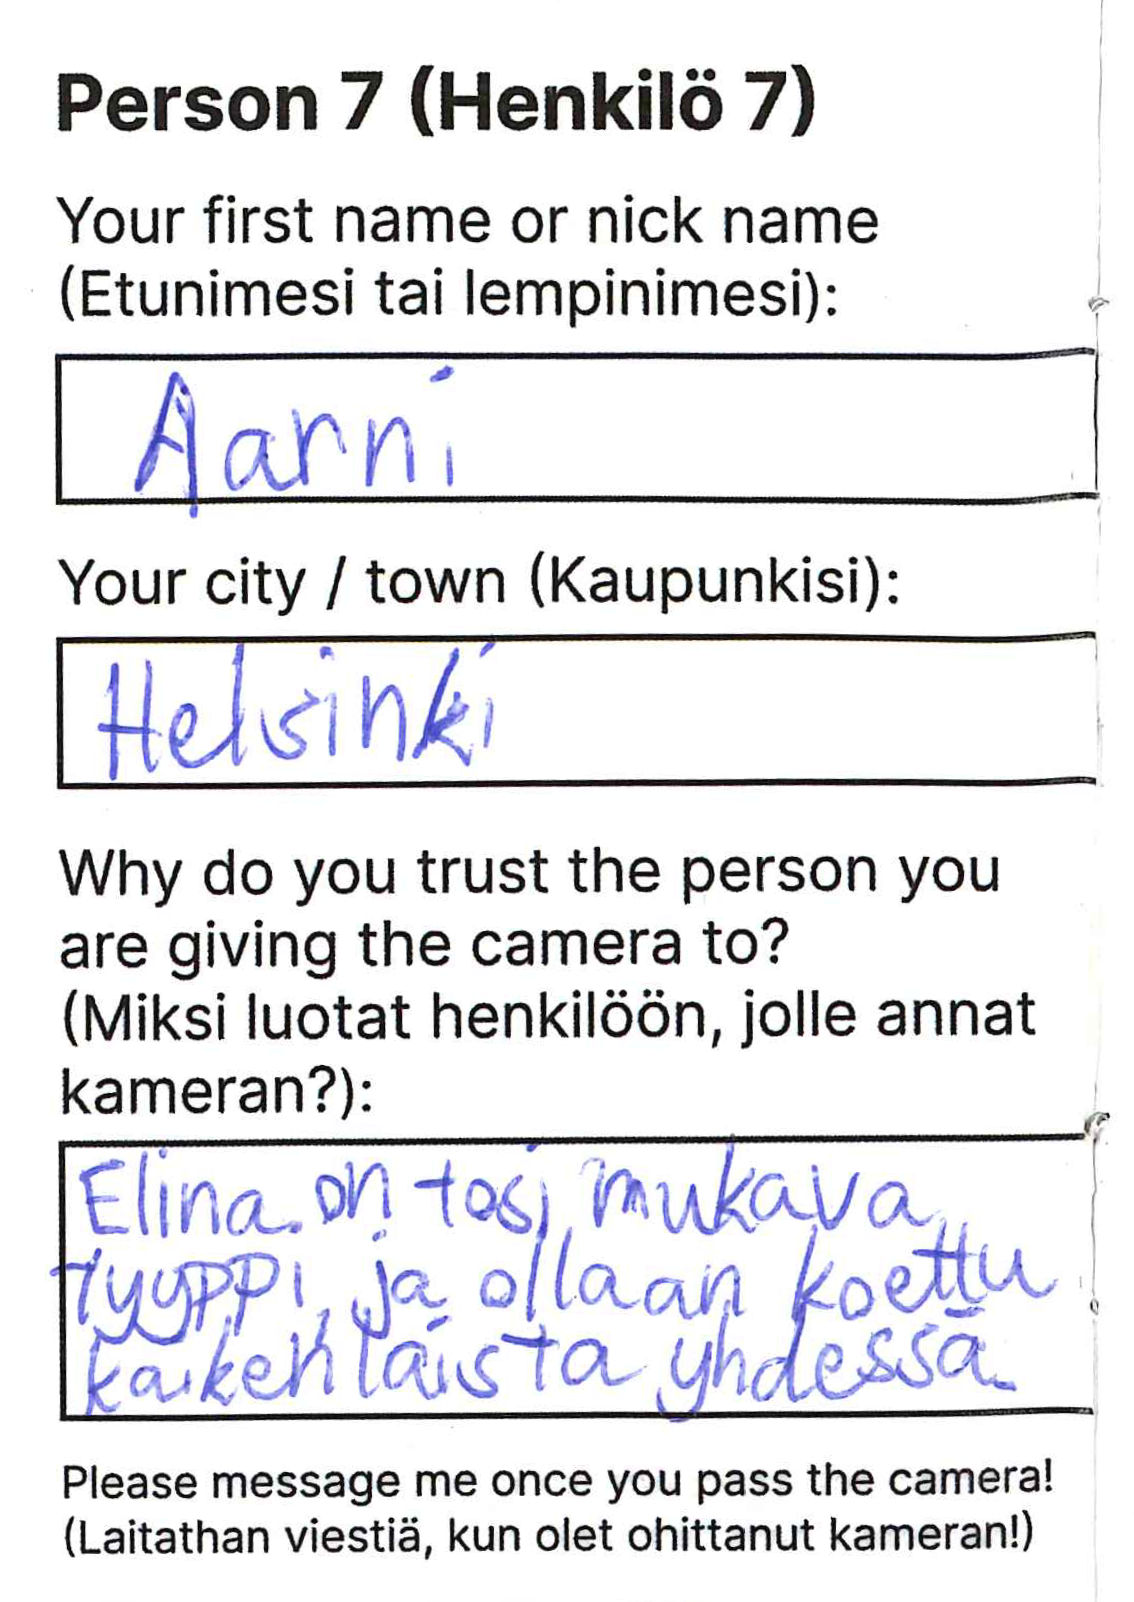 Person 7 (Henkilö 7)
Your first name or nick name
(Etunimesi tai lempinimesi):
Aarni
Your city / town (Kaupunkisi):
Helsinki
Why do you trust the person you
are giving the camera to?
(Miksi luotat henkilöön, jolle annat
kameran?):
Elina on tosi mukava
tyyppi, ja ollaan koettu
kaikenlaista yhdessä.
Please message me once you pass the camera!
(Laitathan viestiä, kun olet ohittanut kameran!)